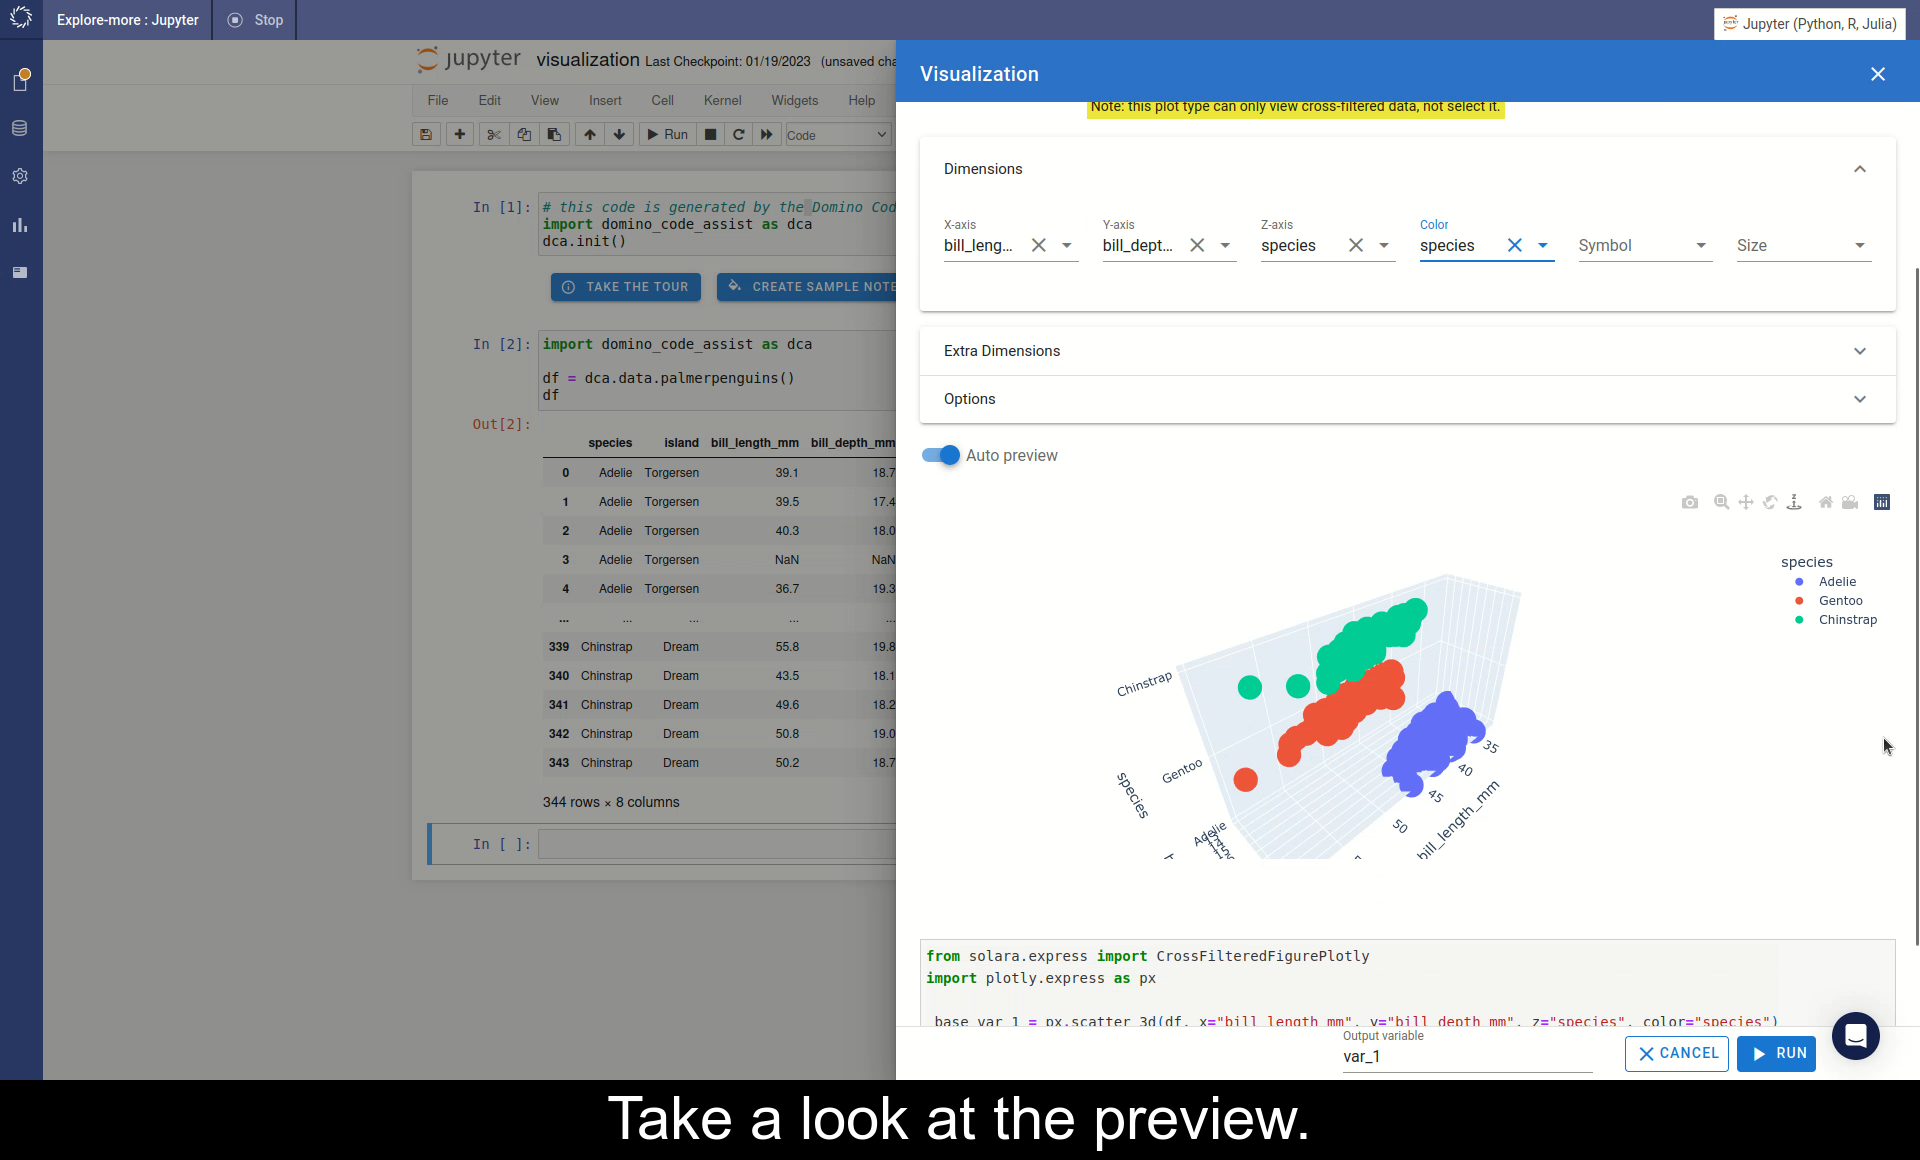 Explore-more : Jupyter
Stop
Jupyter (Python, R, Julia)
jupyter visualization Last Checkpoint: 01/19/2023 (unsaved cha
File Edit View Insert Cell Kernel Widgets Help
Run
Code
In [1]:
# this code is generated by the Domino Cod
import domino_code_assist as dca
dca.init()
TAKE THE TOUR
CREATE SAMPLE NOTE
In [2]:
import domino_code_assist as dca
df = dca.data.palmerpenguins()
df
Out[2]:
species island bill_length_mm bill_depth_mm
0 Adelie Torgersen 39.1 18.7
1 Adelie Torgersen 39.5 17.4
2 Adelie Torgersen 40.3 18.0
3 Adelie Torgersen NaN NaN
4 Adelie Torgersen 36.7 19.3
... ... ... ... ...
339 Chinstrap Dream 55.8 19.8
340 Chinstrap Dream 43.5 18.1
341 Chinstrap Dream 49.6 18.2
342 Chinstrap Dream 50.8 19.0
343 Chinstrap Dream 50.2 18.7
344 rows × 8 columns
In [ ]:
Visualization
Note: this plot type can only view cross-filtered data, not select it.
Dimensions
X-axis Y-axis Z-axis Color
bill_leng... bill_dept... species species Symbol Size
Extra Dimensions
Options
Auto preview
species
Adelie
Gentoo
Chinstrap
Chinstrap
Gentoo
Adelie
species
35
40
45
50
bill_length_mm
from solara.express import CrossFilteredFigurePlotly
import plotly.express as px
_base_var_1 = px.scatter_3d(df, x="bill_length_mm", y="bill_depth_mm", z="species", color="species")
Output variable
var_1
CANCEL
RUN
Take a look at the preview.